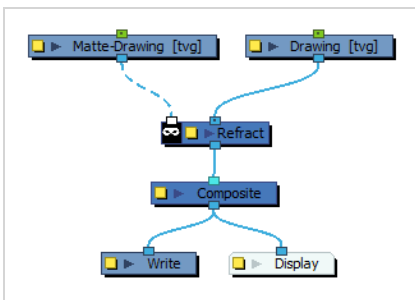 Matte-Drawing [tvg]
Drawing [tvg]
Refract
Composite
Write
Display